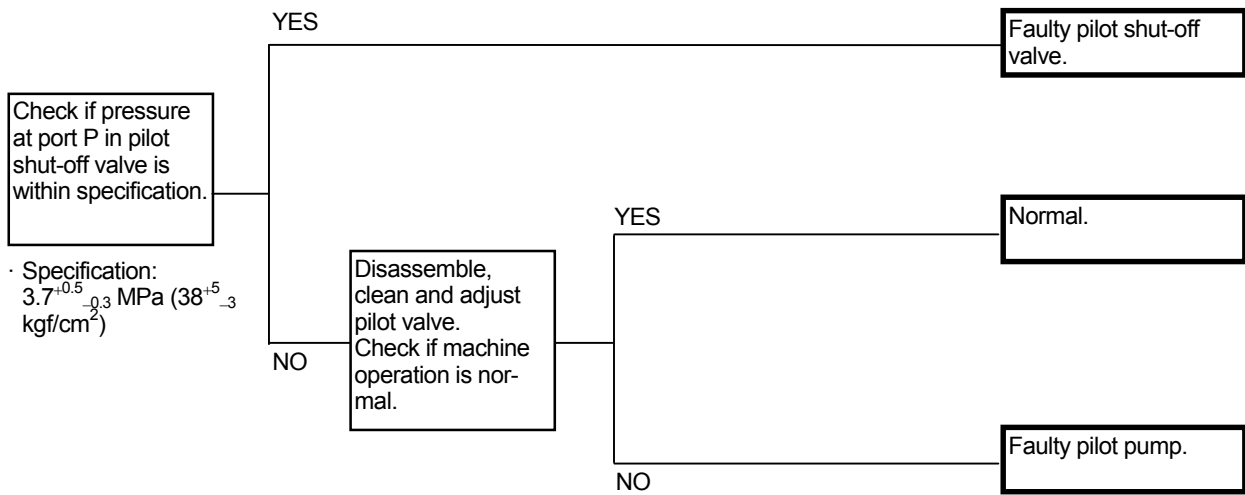 YES
Faulty pilot shut-off
valve.
Check if pressure
at port P in pilot
shut-off valve is
within specification.
· Specification:
3.7+0.5−0.3 MPa (38+5−3
kgf/cm2)
NO
Disassemble,
clean and adjust
pilot valve.
Check if machine
operation is nor-
mal.
YES
Normal.
NO
Faulty pilot pump.